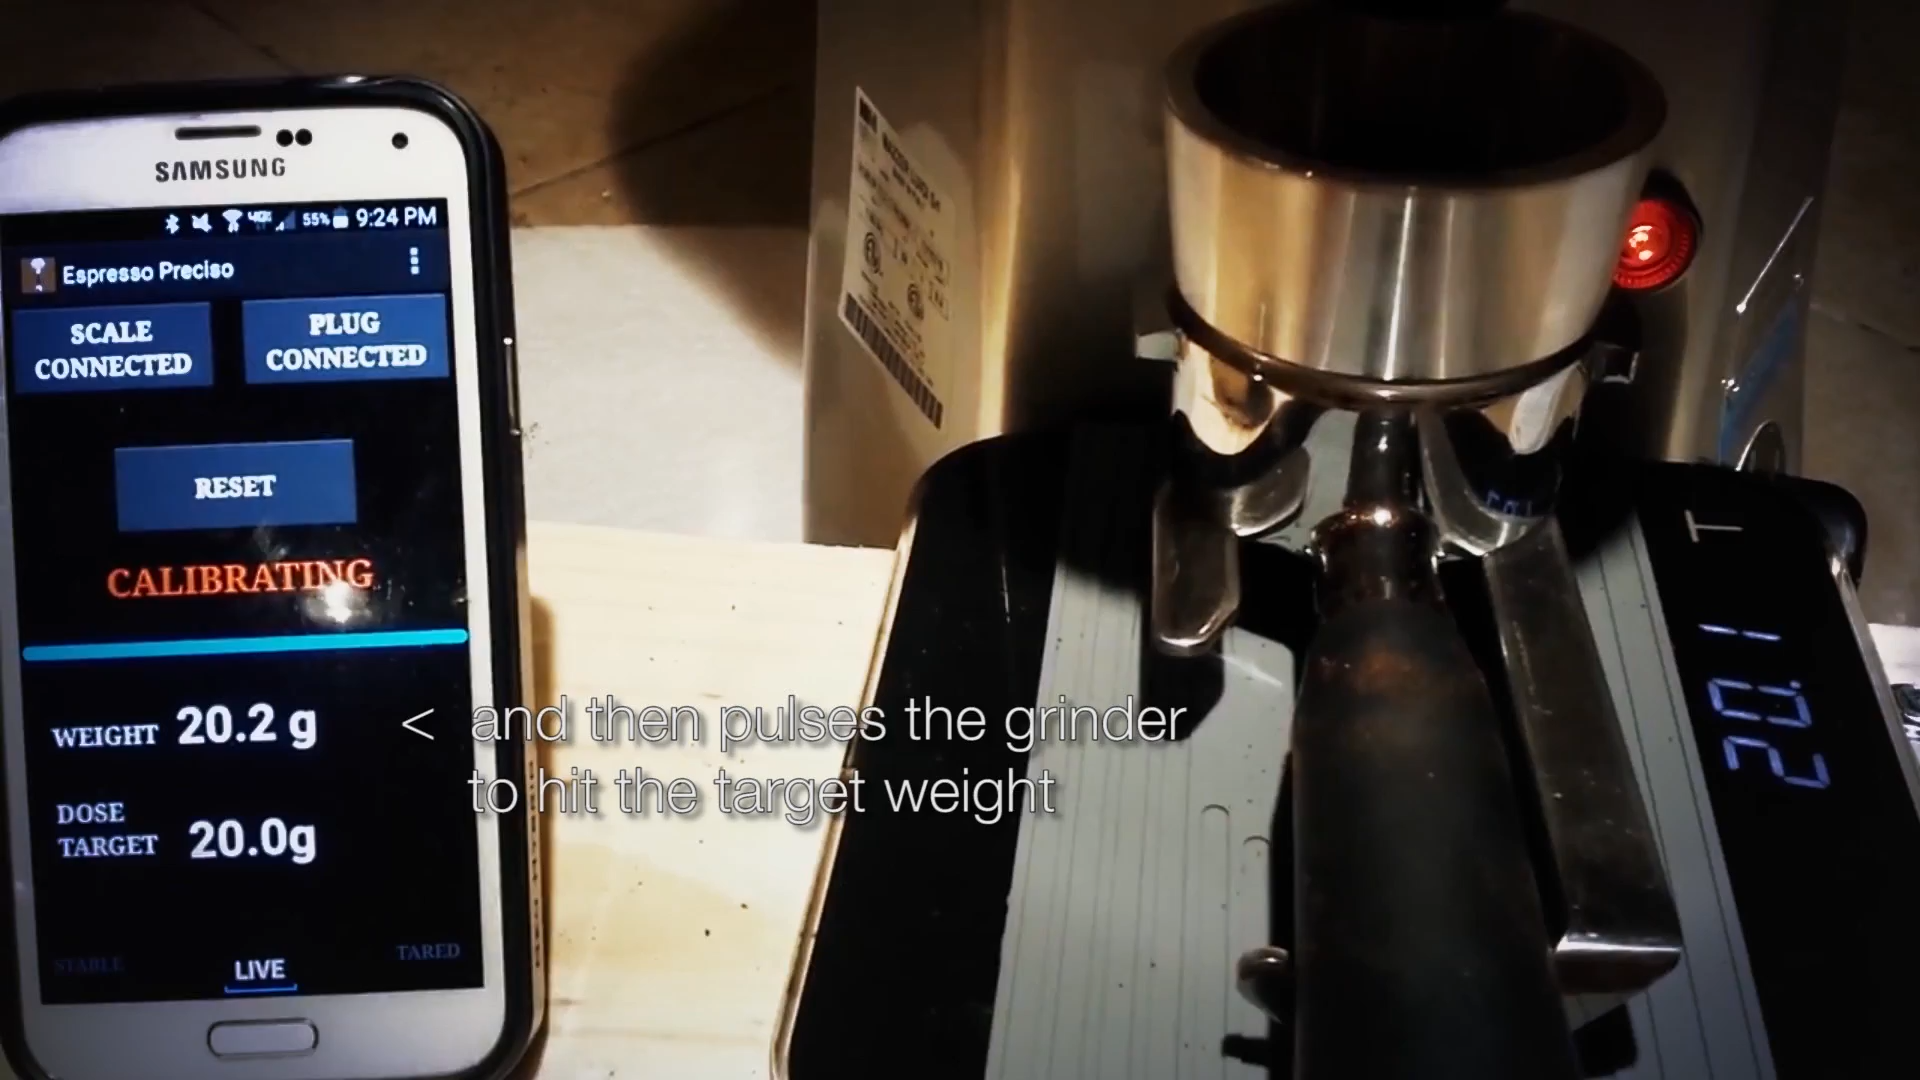 SAMSUNG
55% 9:24 PM
Espresso Preciso
SCALE
CONNECTED
PLUG
CONNECTED
RESET
CALIBRATING
WEIGHT 20.2 g
DOSE
TARGET 20.0g
STABLE
LIVE
TARED
< and then pulses the grinder
to hit the target weight
T
20.1